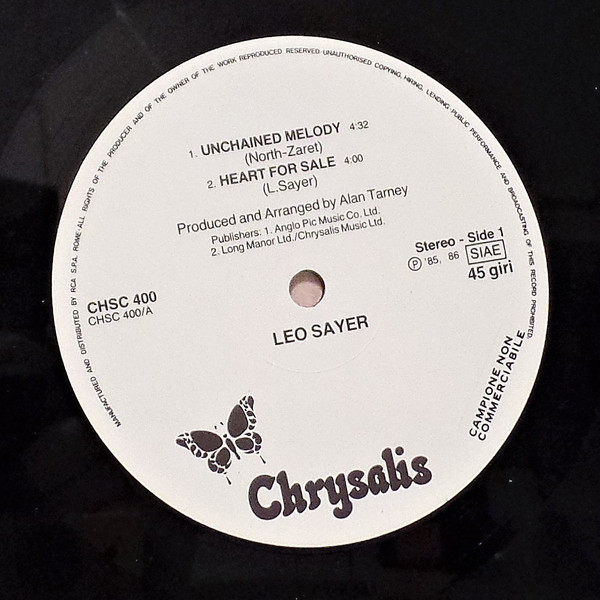 MANUFACTURED AND DISTRIBUTED BY RCA S.P.A. ROME·ALL RIGHTS OF THE PRODUCER AND OF THE OWNER OF THE WORK REPRODUCED RESERVED·UNAUTHORISED COPYING, HIRING, LENDING, PUBLIC PERFORMANCE AND BROADCASTING OF THIS RECORD PROHIBITED.
1. UNCHAINED MELODY 4:32
(North-Zaret)
2. HEART FOR SALE 4:00
(L.Sayer)
Produced and Arranged by Alan Tarney
Publishers: 1. Anglo Pic Music Co. Ltd.
2. Long Manor Ltd./Chrysalis Music Ltd.
Stereo - Side 1
Ⓟ '85, 86 SIAE
45 giri
CHSC 400
CHSC 400/A
LEO SAYER
CAMPIONE NON
COMMERCIABILE
Chrysalis